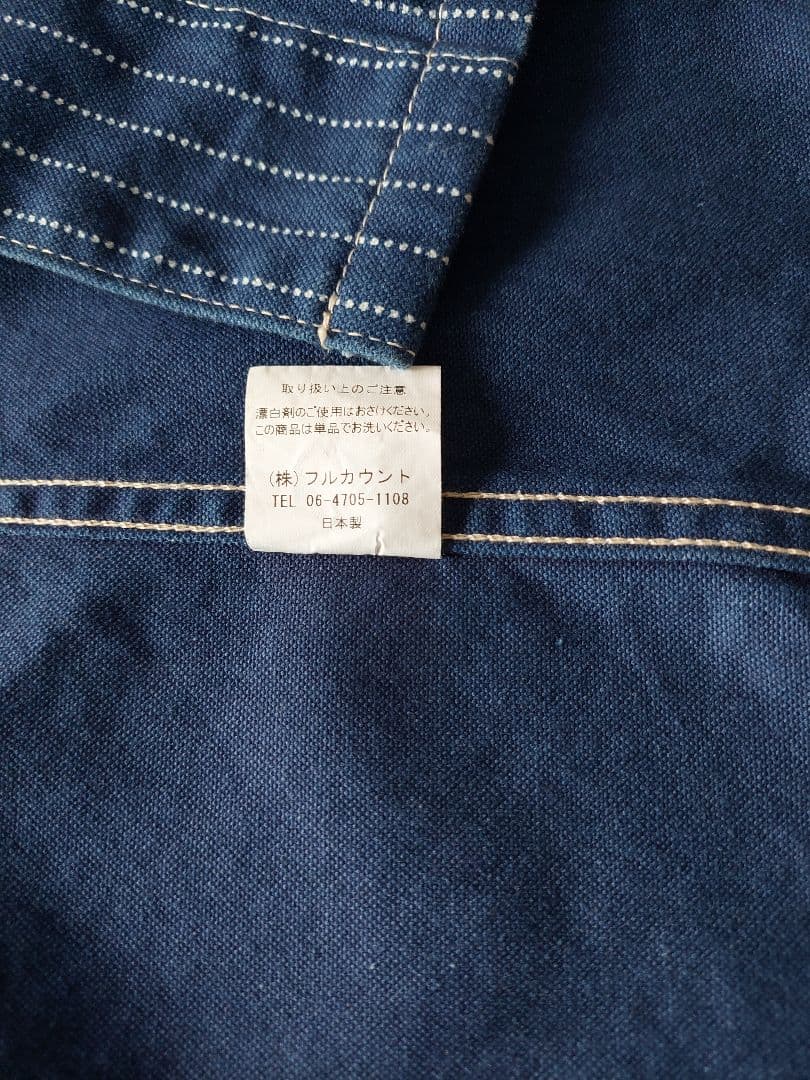 取り扱い上のご注意
漂白剤のご使用はおさけください。
この商品は単品でお洗いください。
(株)フルカウント
TEL 06-4705-1108
日本製